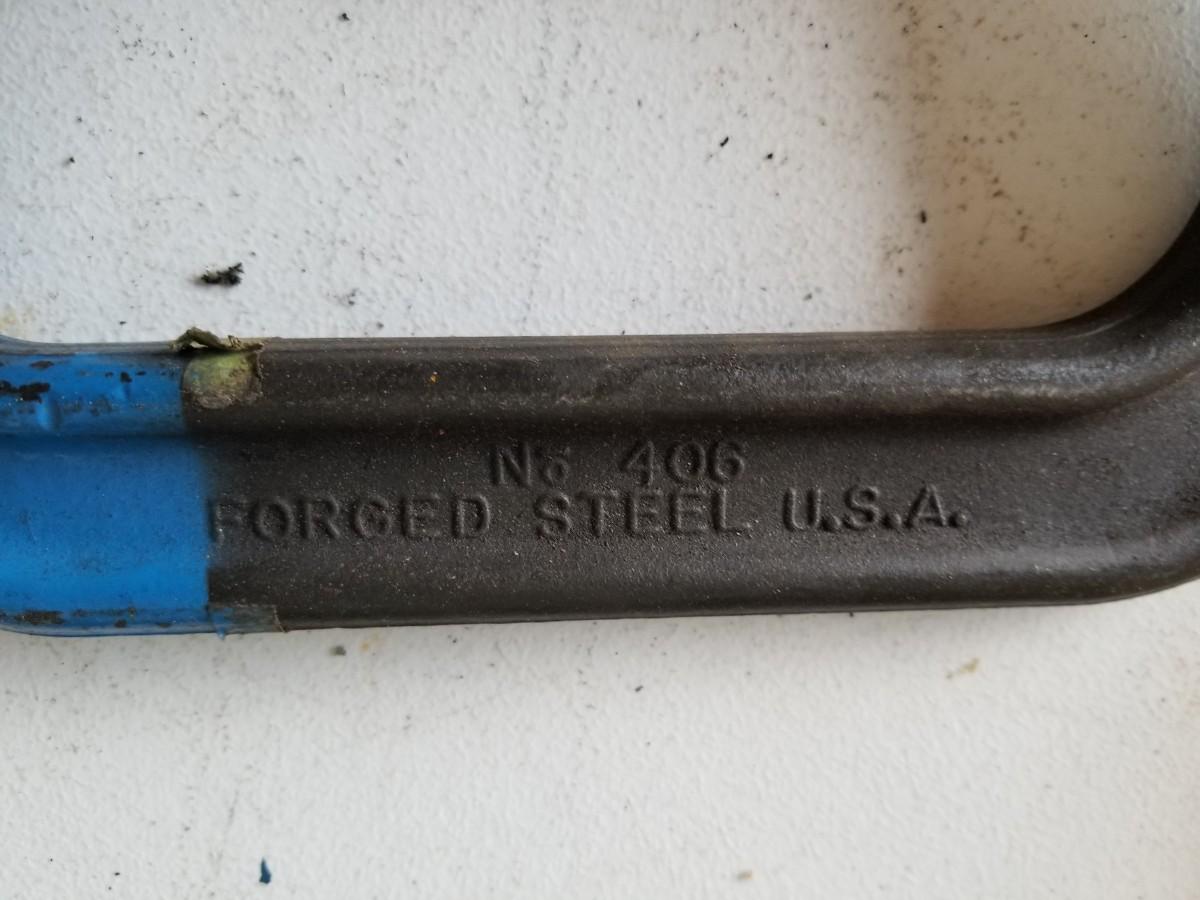 No 406
FORGED STEEL U.S.A.